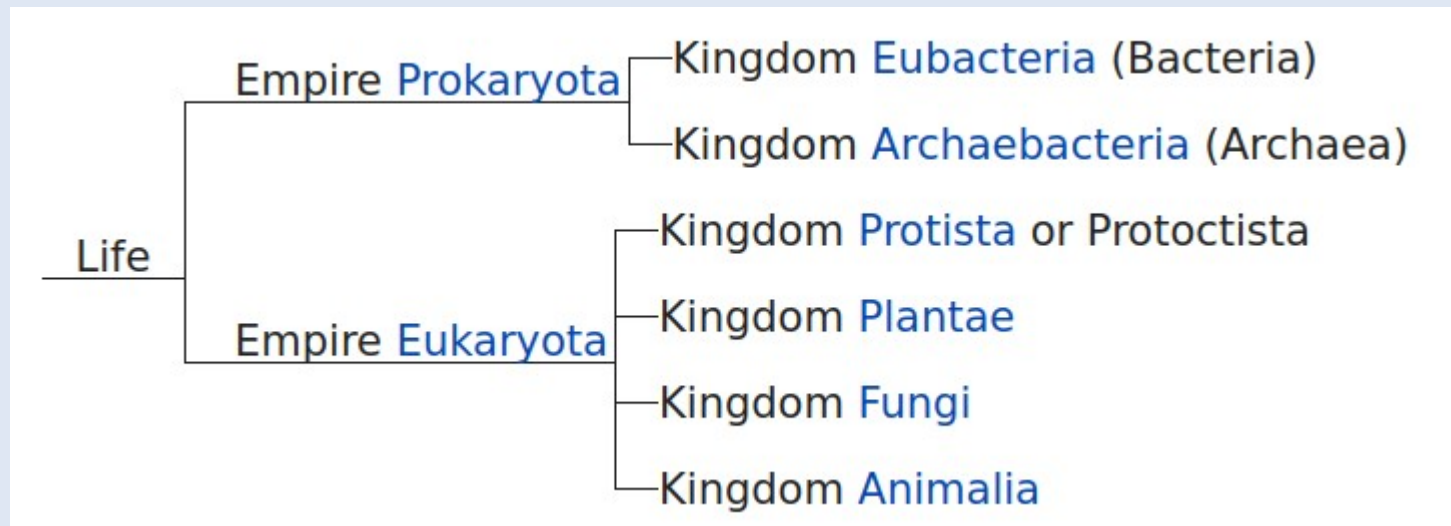 Kingdom Eubacteria (Bacteria)
Empire Prokaryota
Kingdom Archaebacteria (Archaea)
Kingdom Protista or Protoctista
Life
Kingdom Plantae
Empire Eukaryota
Kingdom Fungi
Kingdom Animalia